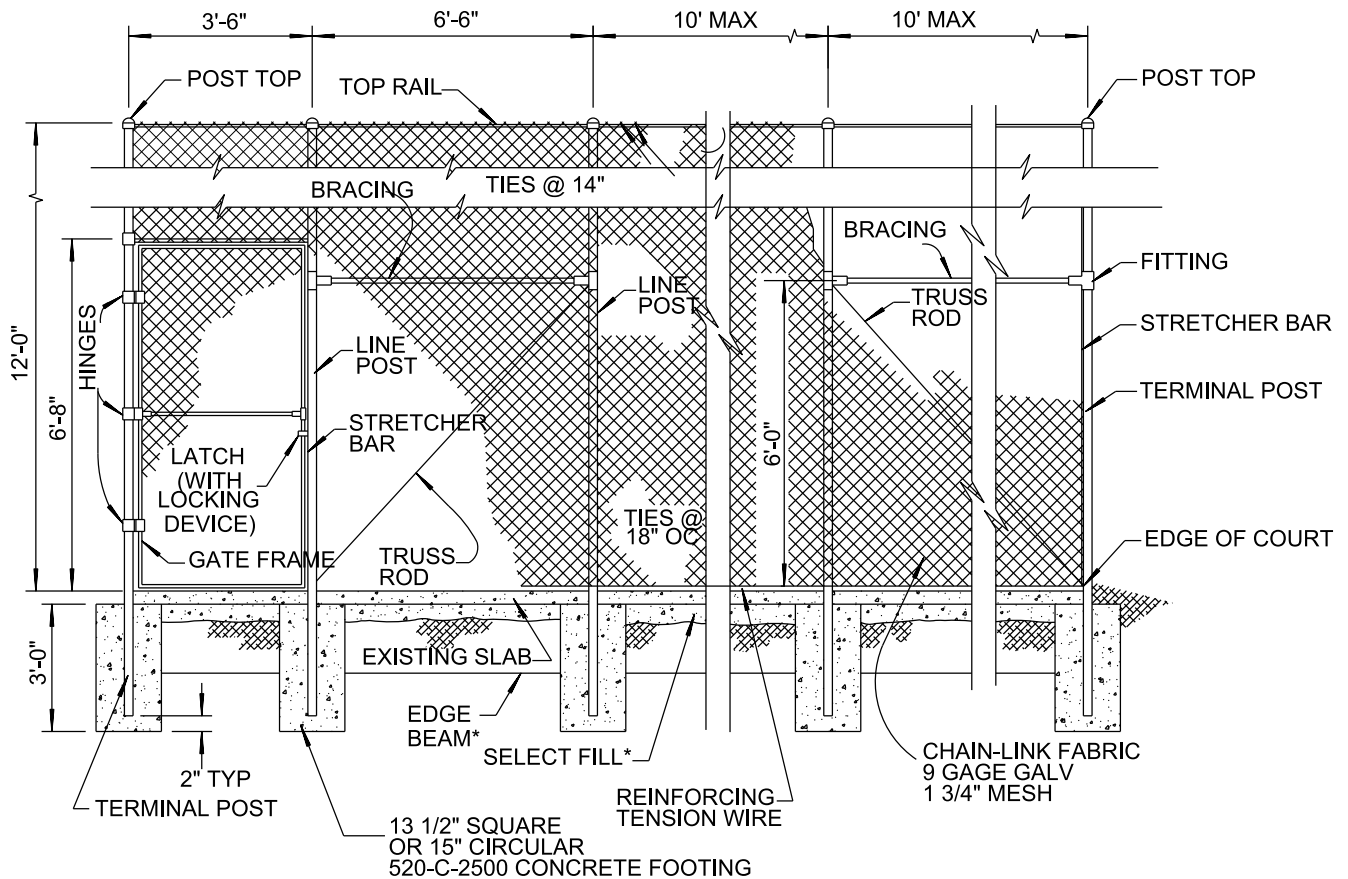 3'-6"
6'-6"
10' MAX
10' MAX
POST TOP
TOP RAIL
POST TOP
TIES @ 14"
BRACING
BRACING
FITTING
12'-0"
6'-8"
HINGES
LINE
POST
TRUSS
ROD
STRETCHER BAR
LINE
POST
TERMINAL POST
STRETCHER
BAR
6'-0"
LATCH
(WITH
LOCKING
DEVICE)
TIES @
18" OC
GATE FRAME
TRUSS
ROD
EDGE OF COURT
3'-0"
EXISTING SLAB
EDGE
BEAM*
SELECT FILL*
2" TYP
TERMINAL POST
REINFORCING
TENSION WIRE
CHAIN-LINK FABRIC
9 GAGE GALV
1 3/4" MESH
13 1/2" SQUARE
OR 15" CIRCULAR
520-C-2500 CONCRETE FOOTING